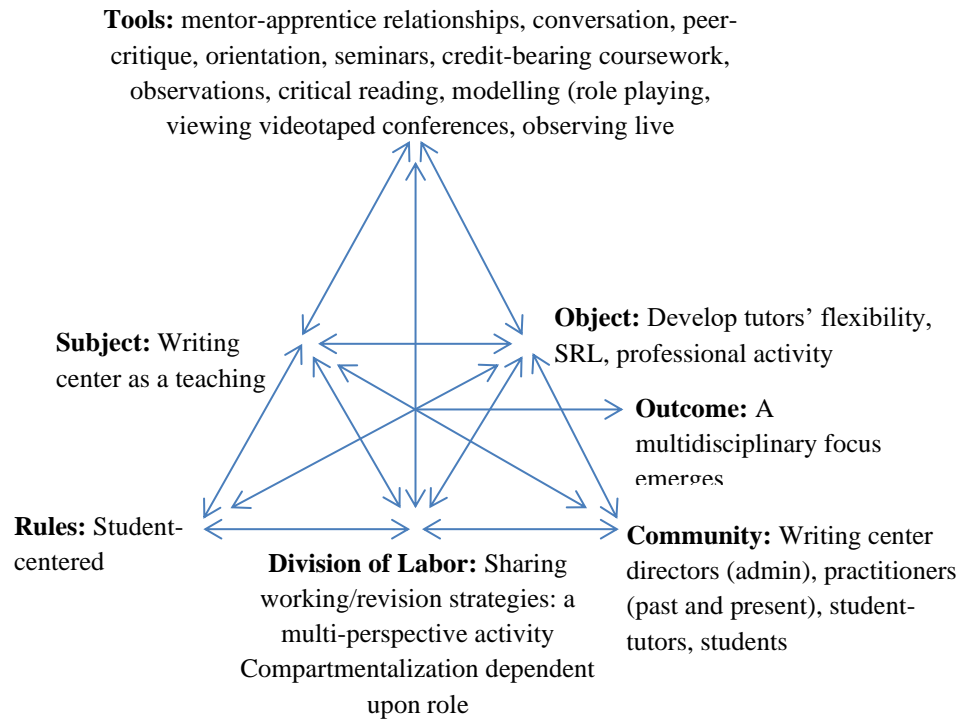 Tools: mentor-apprentice relationships, conversation, peer-
critique, orientation, seminars, credit-bearing coursework,
observations, critical reading, modelling (role playing,
viewing videotaped conferences, observing live
Subject: Writing
center as a teaching
Object: Develop tutors’ flexibility,
SRL, professional activity
Outcome: A
multidisciplinary focus
emerges
Rules: Student-
centered
Division of Labor: Sharing
working/revision strategies: a
multi-perspective activity
Compartmentalization dependent
upon role
Community: Writing center
directors (admin), practitioners
(past and present), student-
tutors, students